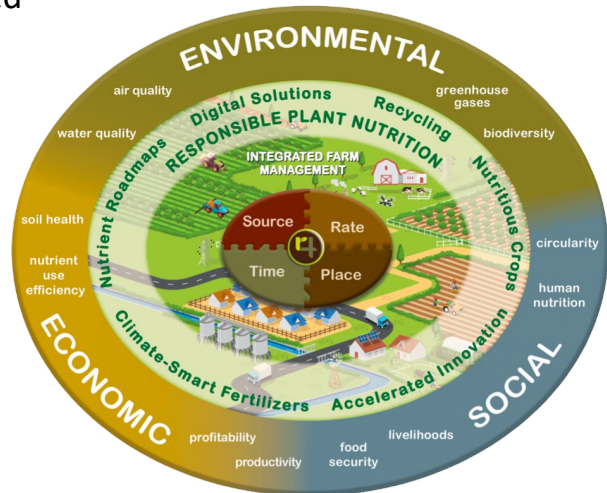 ENVIRONMENTAL
air quality
greenhouse
gases
water quality
biodiversity
soil health
nutrient
use
efficiency
circularity
human
nutrition
ECONOMIC
SOCIAL
profitability
productivity
food
security
livelihoods
Digital Solutions
Recycling
Nutrient Roadmaps
Nutritious Crops
Climate-Smart Fertilizers
Accelerated Innovation
RESPONSIBLE PLANT NUTRITION
INTEGRATED FARM
MANAGEMENT
Source
Rate
r4
Time
Place